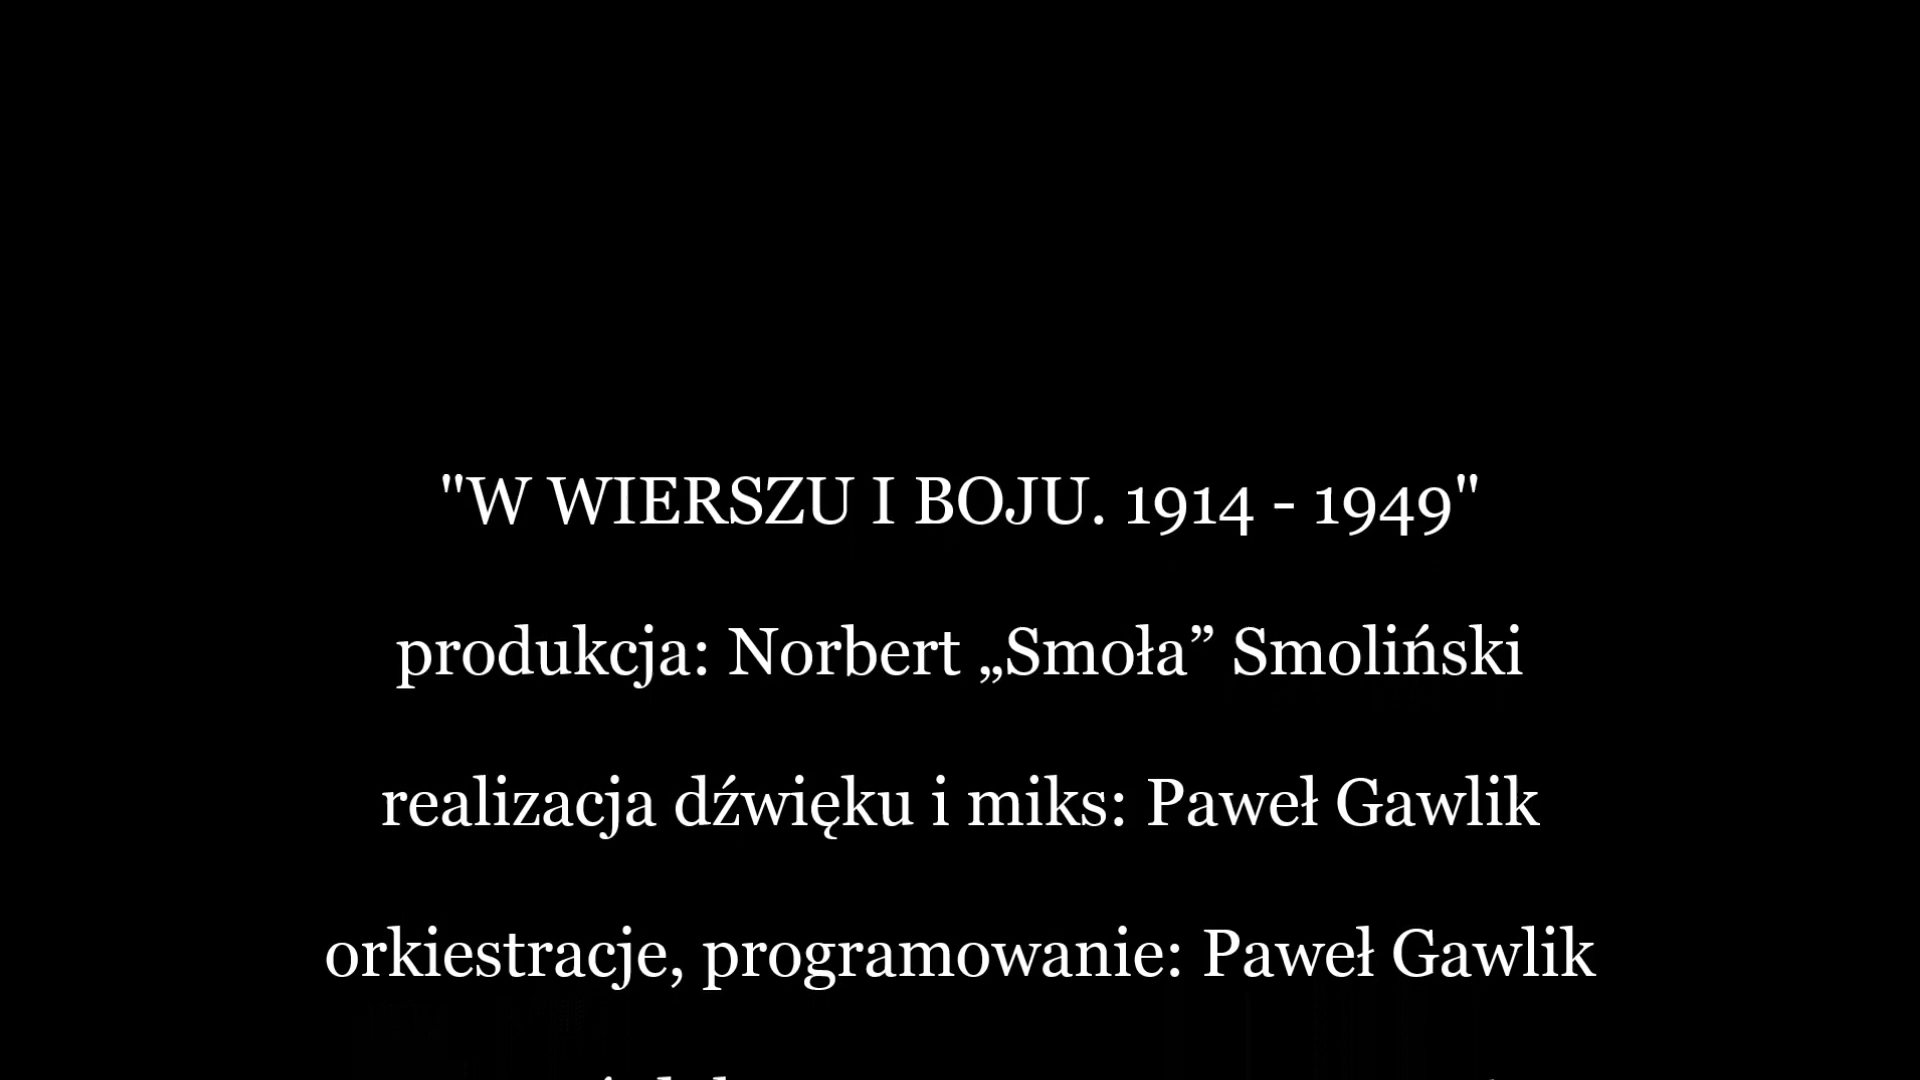 "W WIERSZU I BOJU. 1914 - 1949"
produkcja: Norbert „Smoła” Smoliński
realizacja dźwięku i miks: Paweł Gawlik
orkiestracje, programowanie: Paweł Gawlik